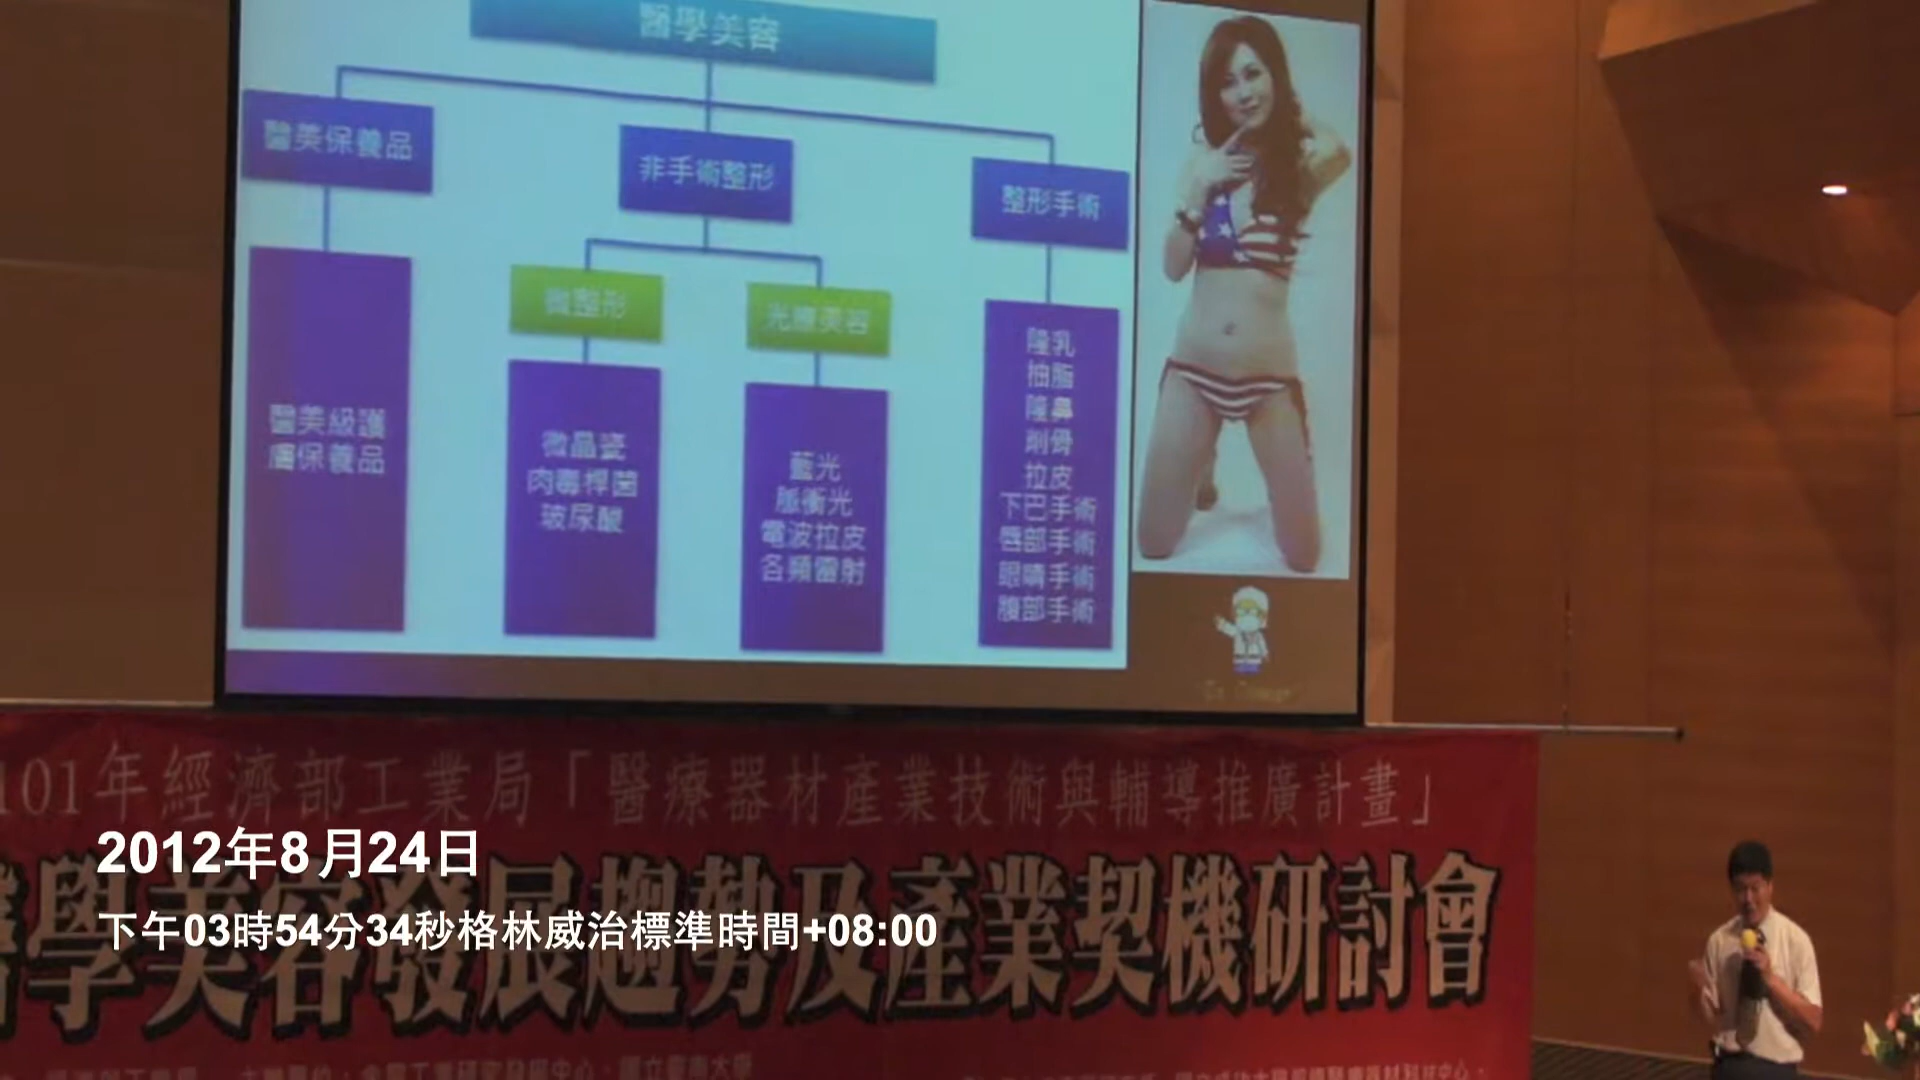 醫學美容
醫美保養品
非手術整形
整形手術
微整形
光療美容
醫美級護
膚保養品
微晶瓷
肉毒桿菌
玻尿酸
藍光
脈衝光
電波拉皮
各類雷射
隆乳
抽脂
隆鼻
削骨
拉皮
下巴手術
唇部手術
眼睛手術
腹部手術
101年經濟部工業局「醫療器材產業技術與輔導推廣計畫」
2012年8月24日
醫學美容發展趨勢及產業契機研討會
下午03時54分34秒格林威治標準時間+08:00